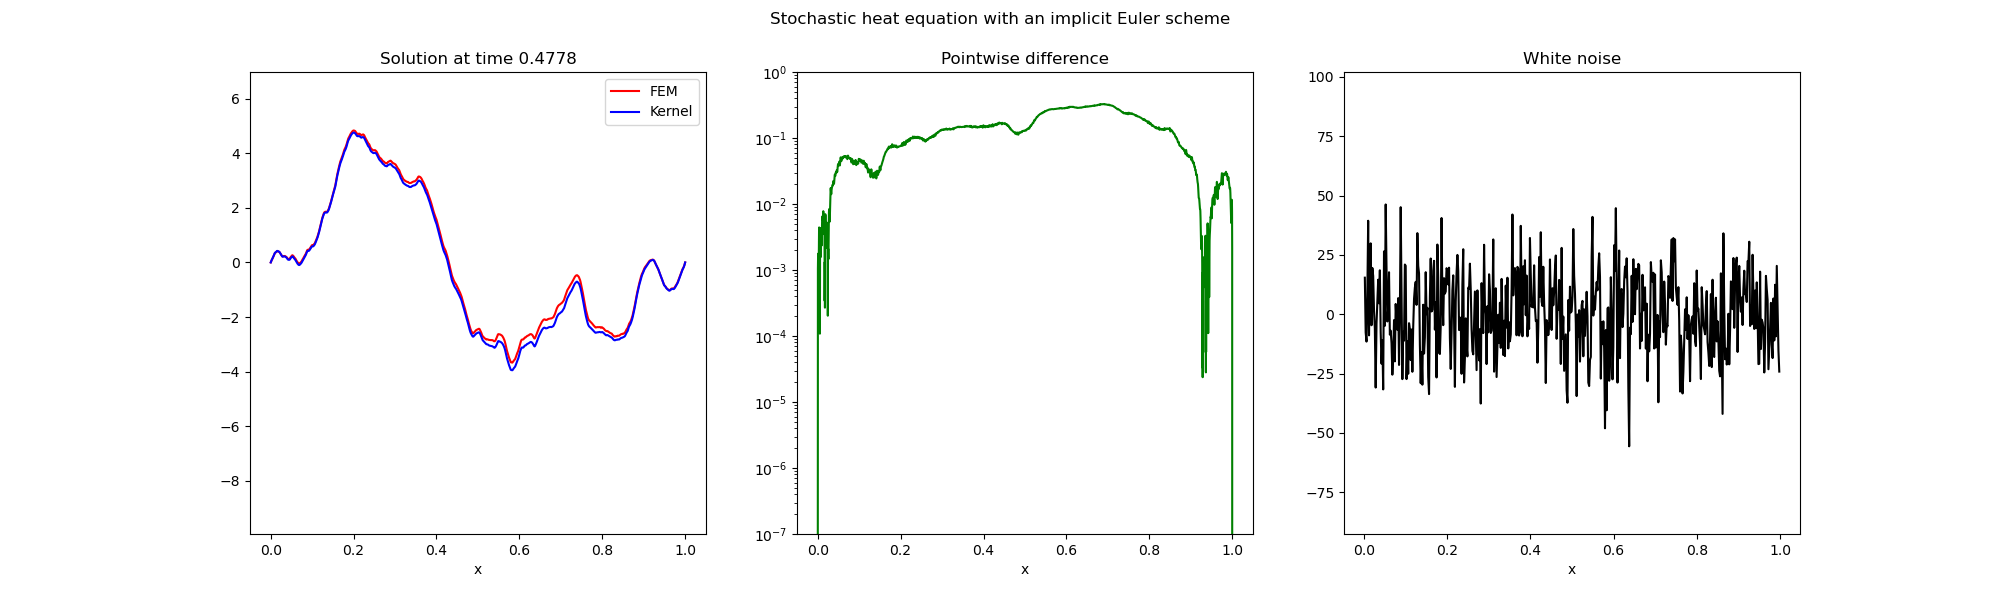 Stochastic heat equation with an implicit Euler scheme
Solution at time 0.4778
6
4
2
0
−2
−4
−6
−8
FEM
Kernel
0.0 0.2 0.4 0.6 0.8 1.0
x
Pointwise difference
10⁰
10⁻¹
10⁻²
10⁻³
10⁻⁴
10⁻⁵
10⁻⁶
10⁻⁷
0.0 0.2 0.4 0.6 0.8 1.0
x
White noise
100
75
50
25
0
−25
−50
−75
0.0 0.2 0.4 0.6 0.8 1.0
x